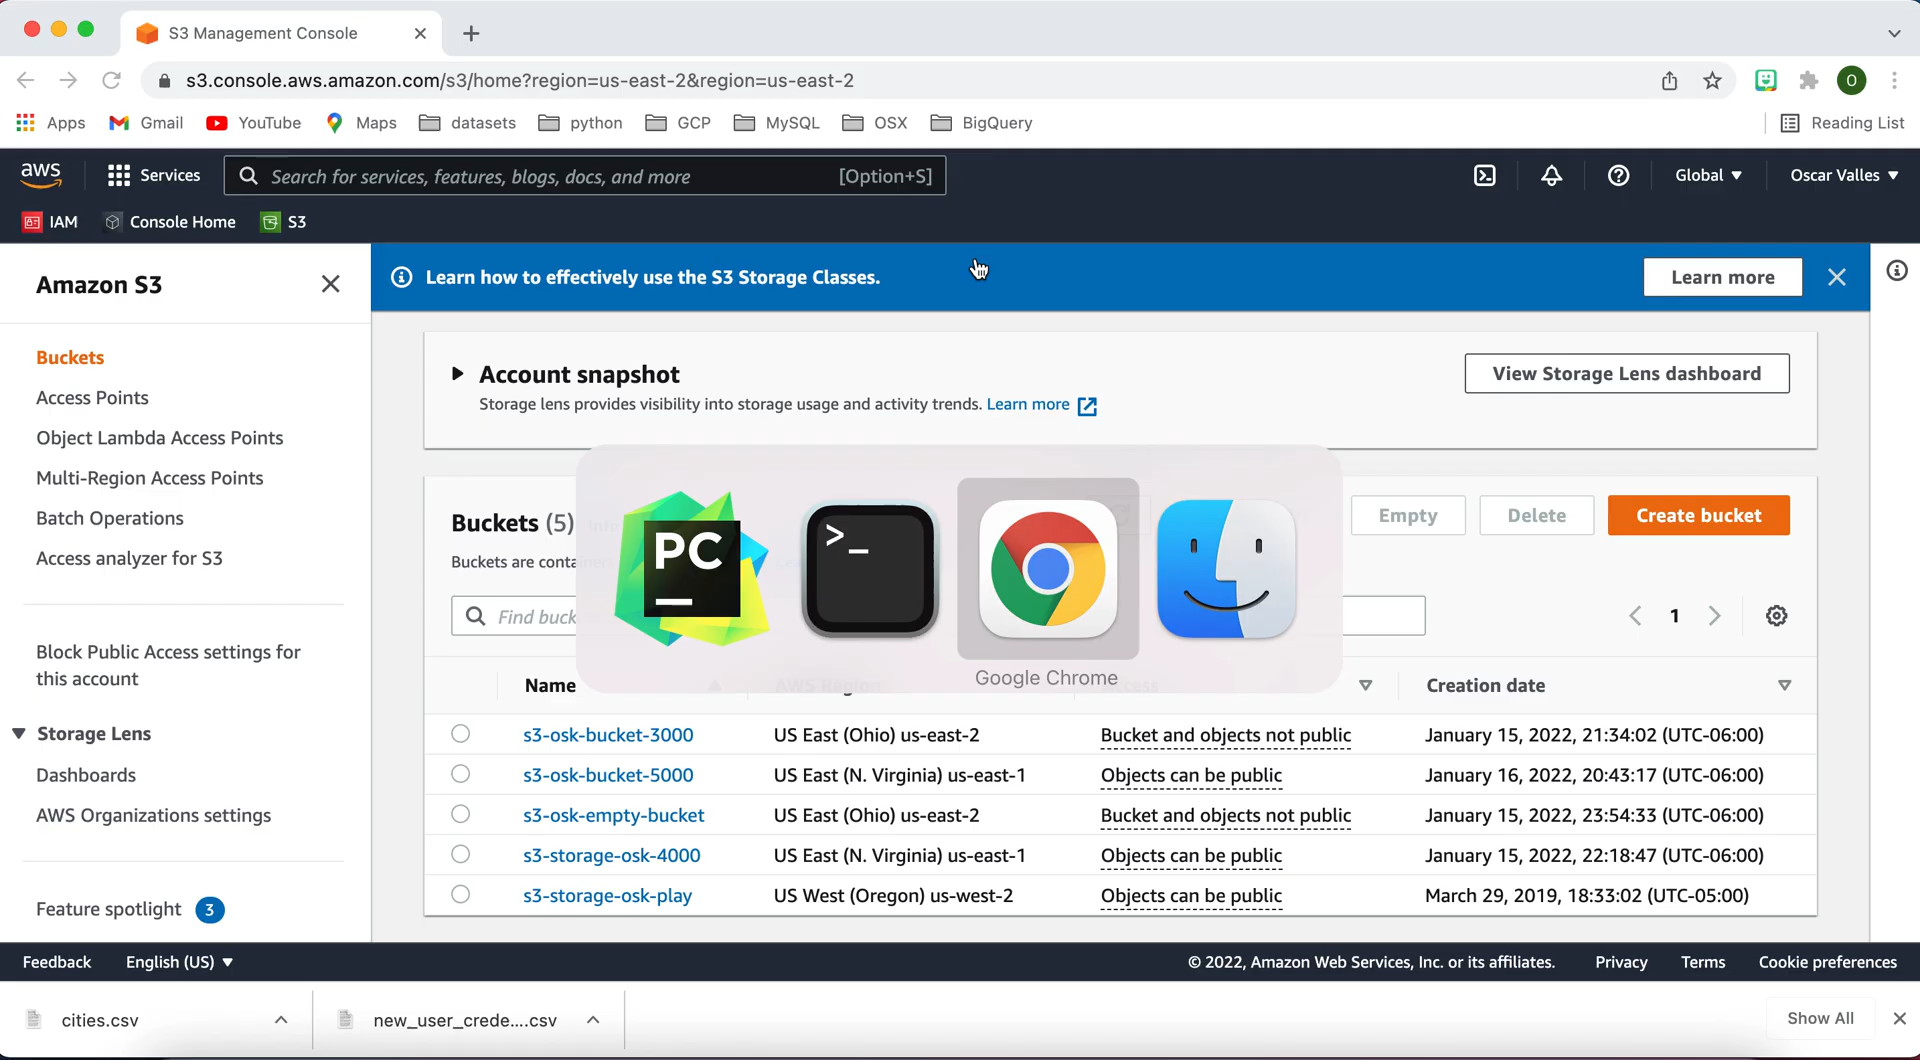 S3 Management Console
s3.console.aws.amazon.com/s3/home?region=us-east-2&region=us-east-2
O
Apps Gmail YouTube Maps datasets python GCP MySQL OSX BigQuery Reading List
aws Services Search for services, features, blogs, docs, and more [Option+S] Global Oscar Valles
IAM Console Home S3
Amazon S3
Learn how to effectively use the S3 Storage Classes. Learn more
Buckets
Access Points
Object Lambda Access Points
Multi-Region Access Points
Batch Operations
Access analyzer for S3
Block Public Access settings for
this account
Storage Lens
Dashboards
AWS Organizations settings
Feature spotlight 3
Account snapshot
View Storage Lens dashboard
Storage lens provides visibility into storage usage and activity trends. Learn more
Buckets (5) Info
Empty Delete Create bucket
Buckets are containers
Find buck
1
PC
>_
Google Chrome
Name AWS Region Access Creation date
s3-osk-bucket-3000 US East (Ohio) us-east-2 Bucket and objects not public January 15, 2022, 21:34:02 (UTC-06:00)
s3-osk-bucket-5000 US East (N. Virginia) us-east-1 Objects can be public January 16, 2022, 20:43:17 (UTC-06:00)
s3-osk-empty-bucket US East (Ohio) us-east-2 Bucket and objects not public January 15, 2022, 23:54:33 (UTC-06:00)
s3-storage-osk-4000 US East (N. Virginia) us-east-1 Objects can be public January 15, 2022, 22:18:47 (UTC-06:00)
s3-storage-osk-play US West (Oregon) us-west-2 Objects can be public March 29, 2019, 18:33:02 (UTC-05:00)
Feedback English (US) © 2022, Amazon Web Services, Inc. or its affiliates. Privacy Terms Cookie preferences
cities.csv new_user_crede....csv Show All